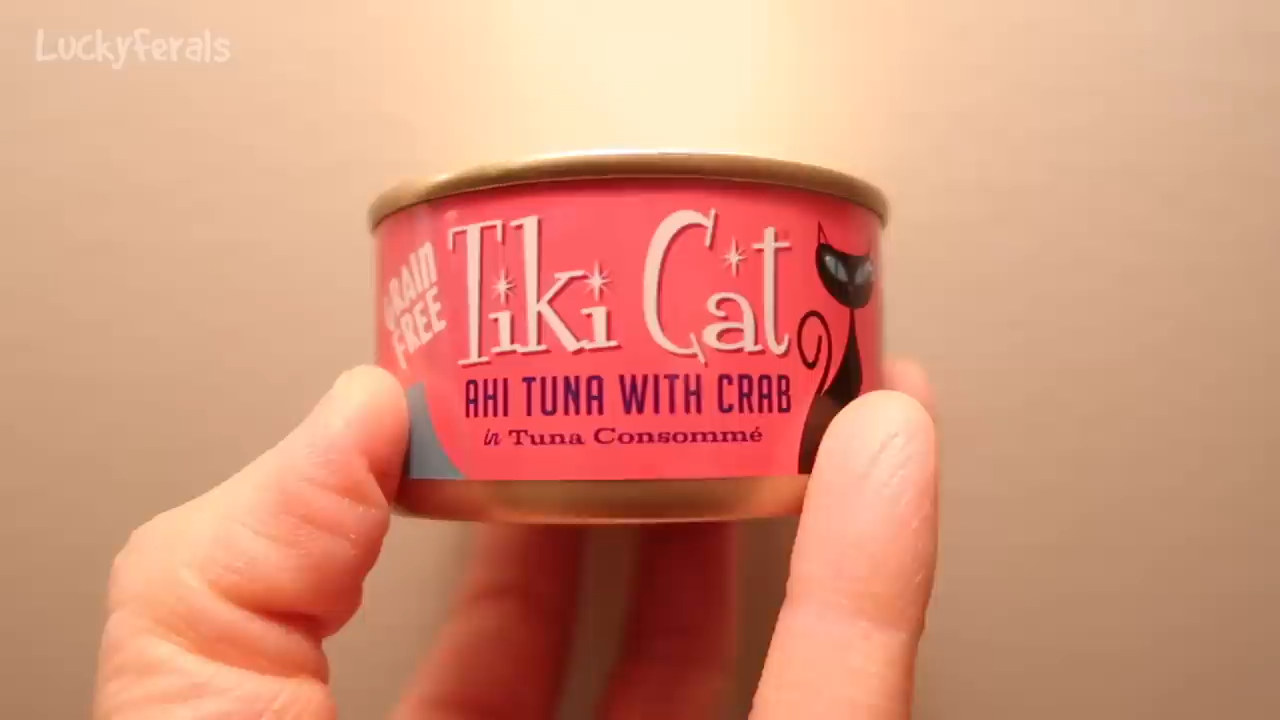 LuckyFerals
GRAIN
FREE
Tiki Cat
AHI TUNA WITH CRAB
in Tuna Consommé